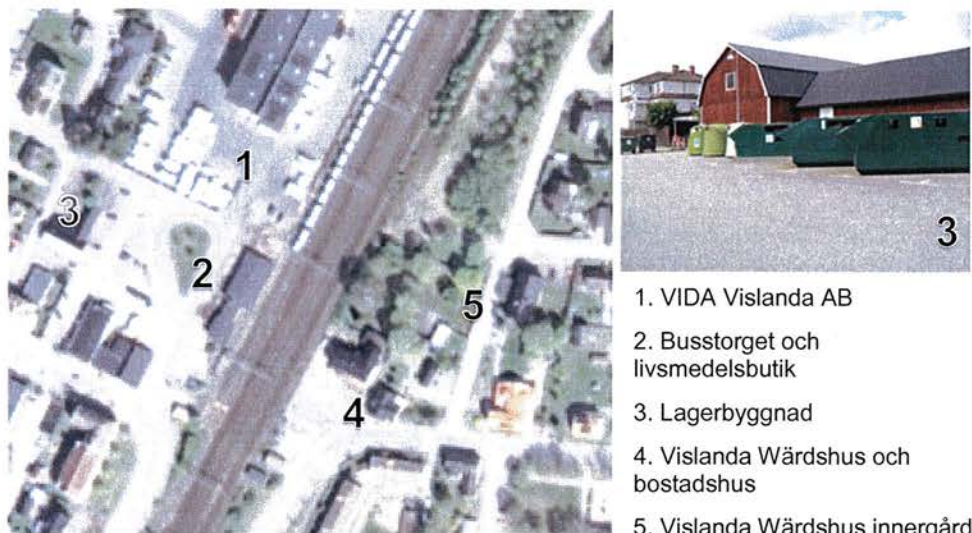 1
3
2
5
4
3
1. VIDA Vislanda AB
2. Busstorget och
livsmedelsbutik
3. Lagerbyggnad
4. Vislanda Wärdshus och
bostadshus
5. Vislanda Wärdshus innergård